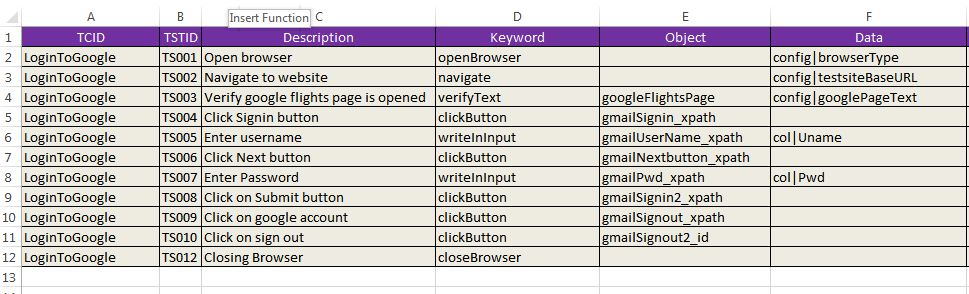 A B C D E F
Insert Function
1 TCID TSTID Description Keyword Object Data
2 LoginToGoogle TS001 Open browser openBrowser config|browserType
3 LoginToGoogle TS002 Navigate to website navigate config|testsiteBaseURL
4 LoginToGoogle TS003 Verify google flights page is opened verifyText googleFlightsPage config|googlePageText
5 LoginToGoogle TS004 Click Signin button clickButton gmailSignin_xpath
6 LoginToGoogle TS005 Enter username writeInInput gmailUserName_xpath col|Uname
7 LoginToGoogle TS006 Click Next button clickButton gmailNextbutton_xpath
8 LoginToGoogle TS007 Enter Password writeInInput gmailPwd_xpath col|Pwd
9 LoginToGoogle TS008 Click on Submit button clickButton gmailSignin2_xpath
10 LoginToGoogle TS009 Click on google account clickButton gmailSignout_xpath
11 LoginToGoogle TS010 Click on sign out clickButton gmailSignout2_id
12 LoginToGoogle TS012 Closing Browser closeBrowser
13